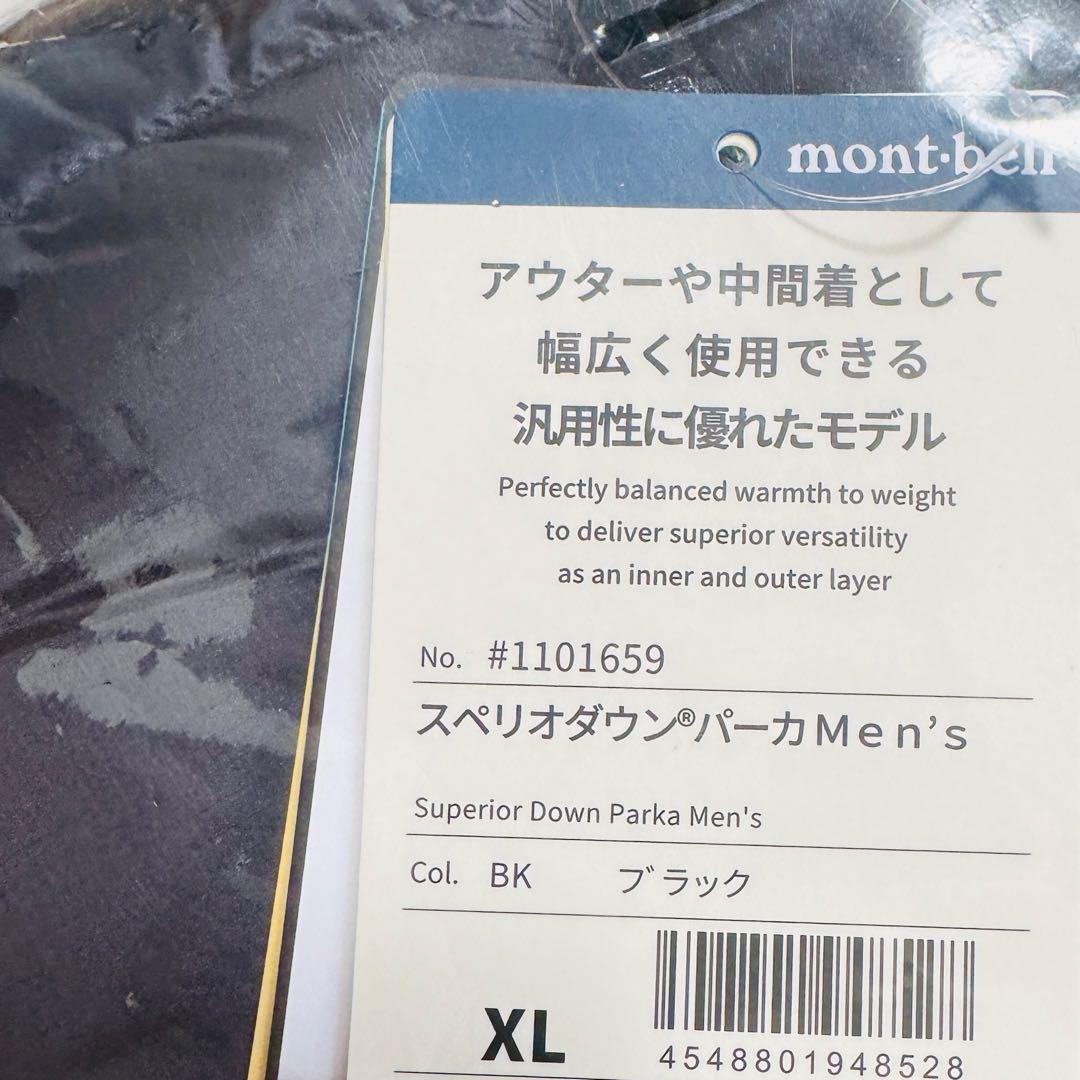 mont-bell
アウターや中間着として
幅広く使用できる
汎用性に優れたモデル
Perfectly balanced warmth to weight
to deliver superior versatility
as an inner and outer layer
No. #1101659
スペリオダウン®パーカMen's
Superior Down Parka Men's
Col. BK ブラック
XL
4548801948528